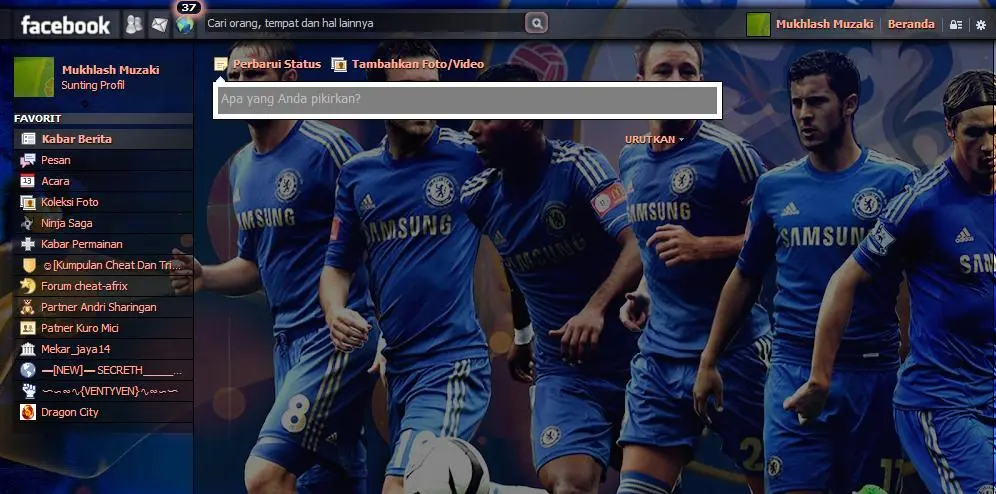 37
facebook
Cari orang, tempat dan hal lainnya
Mukhlash Muzaki
Beranda
Mukhlash Muzaki
Sunting Profil
Perbarui Status
Tambahkan Foto/Video
Apa yang Anda pikirkan?
URUTKAN
FAVORIT
Kabar Berita
Pesan
Acara
Koleksi Foto
Ninja Saga
Kabar Permainan
☺[Kumpulan Cheat Dan Tri...
Forum cheat-afrix
Partner Andri Sharingan
Patner Kuro Mici
Mekar_jaya14
—[NEW]— SECRETH_____...
{VENTYVEN}
Dragon City
SAMSUNG
SAMSUNG
SAMSUNG
SAMSUNG
SAMSUN
SAM
8